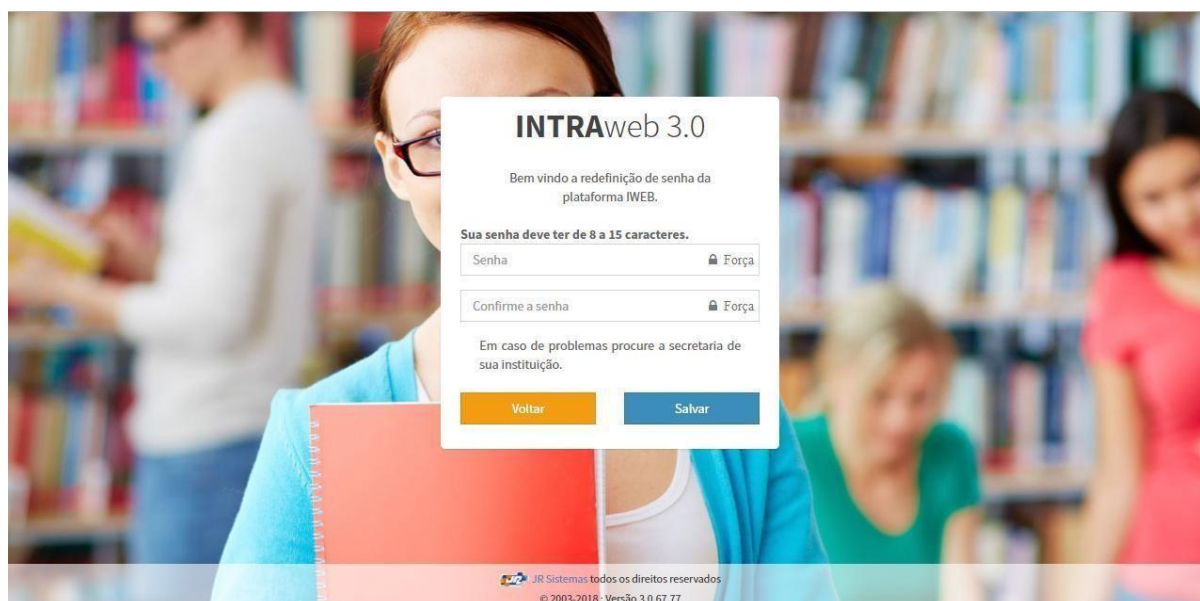 INTRAweb 3.0
Bem vindo a redefinição de senha da
plataforma IWEB.
Sua senha deve ter de 8 a 15 caracteres.
Senha Força
Confirme a senha Força
Em caso de problemas procure a secretaria de
sua instituição.
Voltar Salvar
JR JR Sistemas todos os direitos reservados
© 2003-2018 : Versão 3.0.67.77